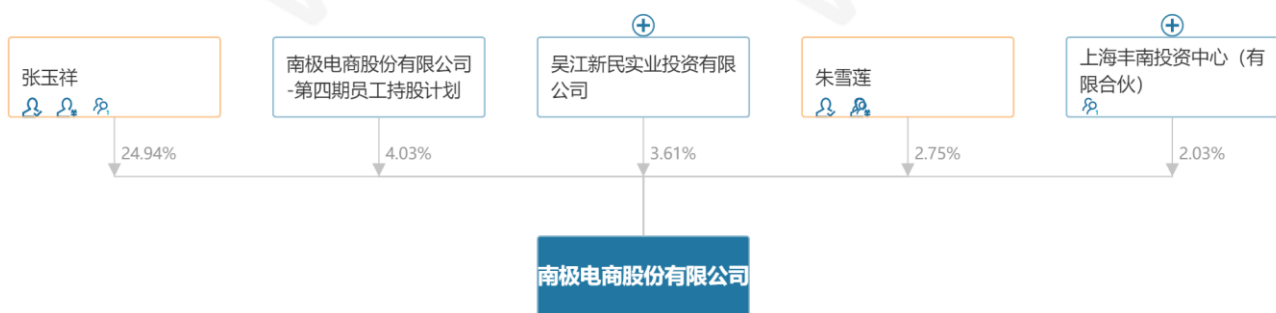 张玉祥
南极电商股份有限公司
-第四期员工持股计划
吴江新民实业投资有限
公司
朱雪莲
上海丰南投资中心（有
限合伙）
24.94%
4.03%
3.61%
2.75%
2.03%
南极电商股份有限公司